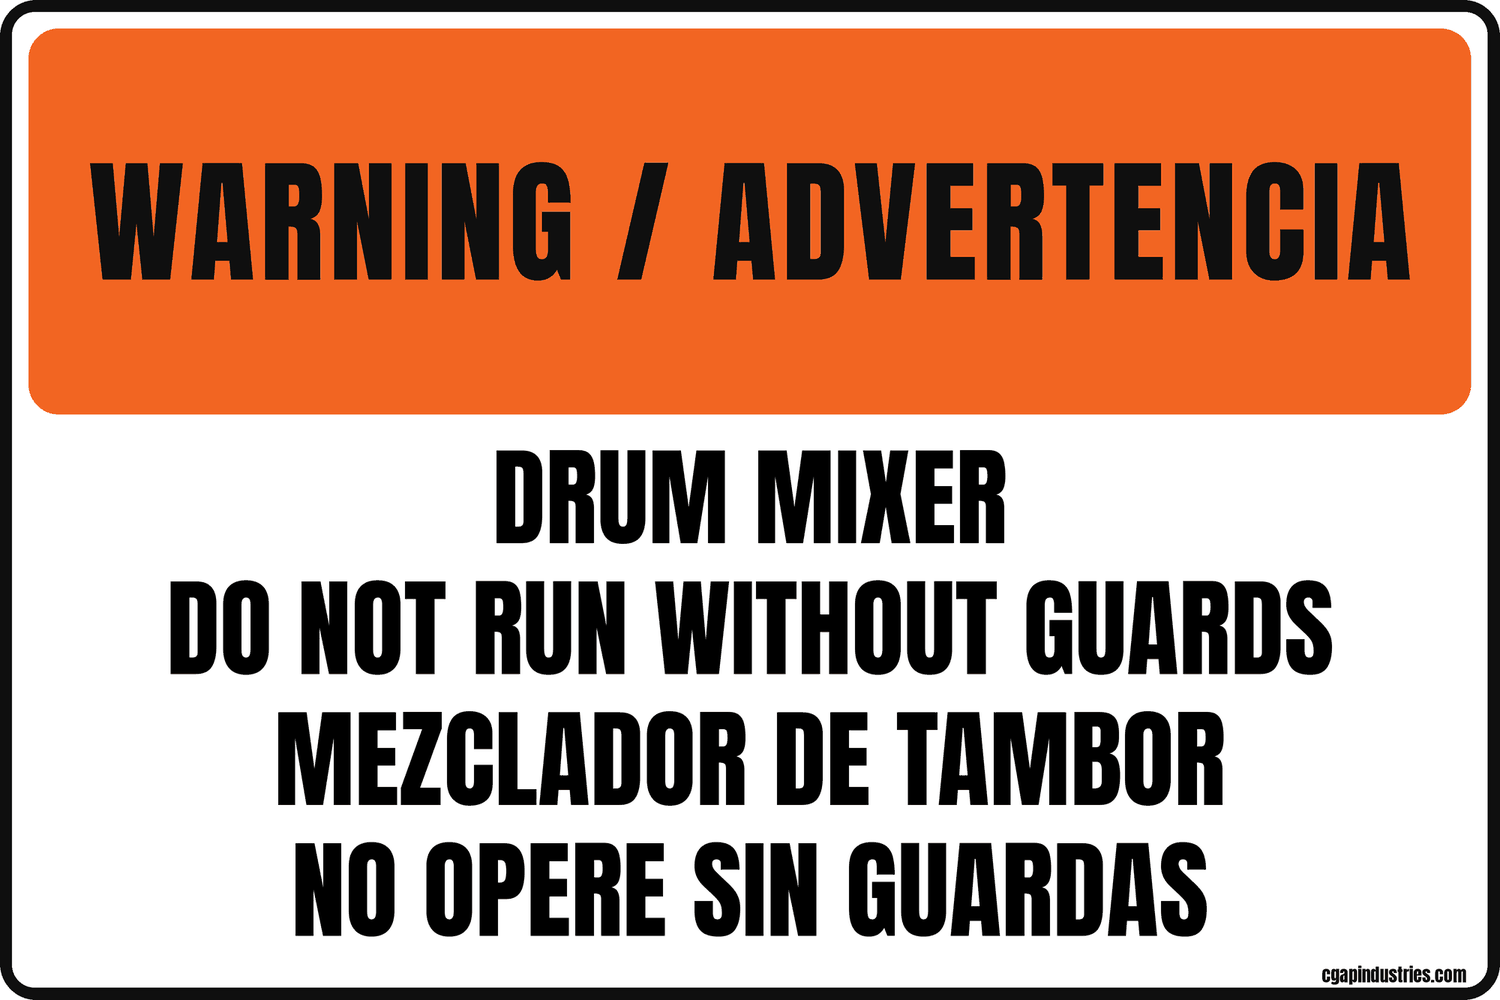 WARNING / ADVERTENCIA
DRUM MIXER
DO NOT RUN WITHOUT GUARDS
MEZCLADOR DE TAMBOR
NO OPERE SIN GUARDAS
cgapindustries.com